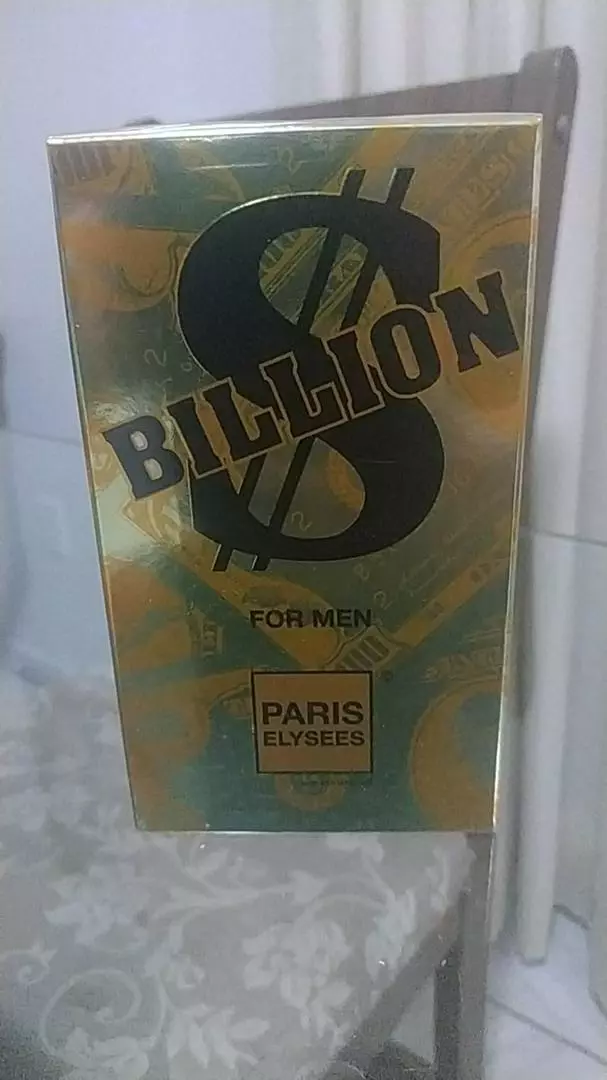 $
BILLION
FOR MEN
PARIS
ELYSEES
®